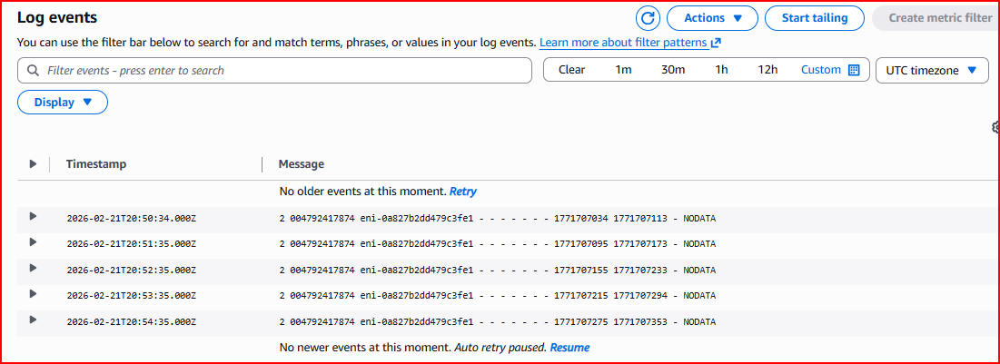 Log events
Actions
Start tailing
Create metric filter
You can use the filter bar below to search for and match terms, phrases, or values in your log events. Learn more about filter patterns
Filter events - press enter to search
Clear 1m 30m 1h 12h Custom
UTC timezone
Display
Timestamp Message
No older events at this moment. Retry
2026-02-21T20:50:34.000Z 2 004792417874 eni-0a827b2dd479c3fe1 - - - - - - - 1771707034 1771707113 - NODATA
2026-02-21T20:51:35.000Z 2 004792417874 eni-0a827b2dd479c3fe1 - - - - - - - 1771707095 1771707173 - NODATA
2026-02-21T20:52:35.000Z 2 004792417874 eni-0a827b2dd479c3fe1 - - - - - - - 1771707155 1771707233 - NODATA
2026-02-21T20:53:35.000Z 2 004792417874 eni-0a827b2dd479c3fe1 - - - - - - - 1771707215 1771707294 - NODATA
2026-02-21T20:54:35.000Z 2 004792417874 eni-0a827b2dd479c3fe1 - - - - - - - 1771707275 1771707353 - NODATA
No newer events at this moment. Auto retry paused. Resume